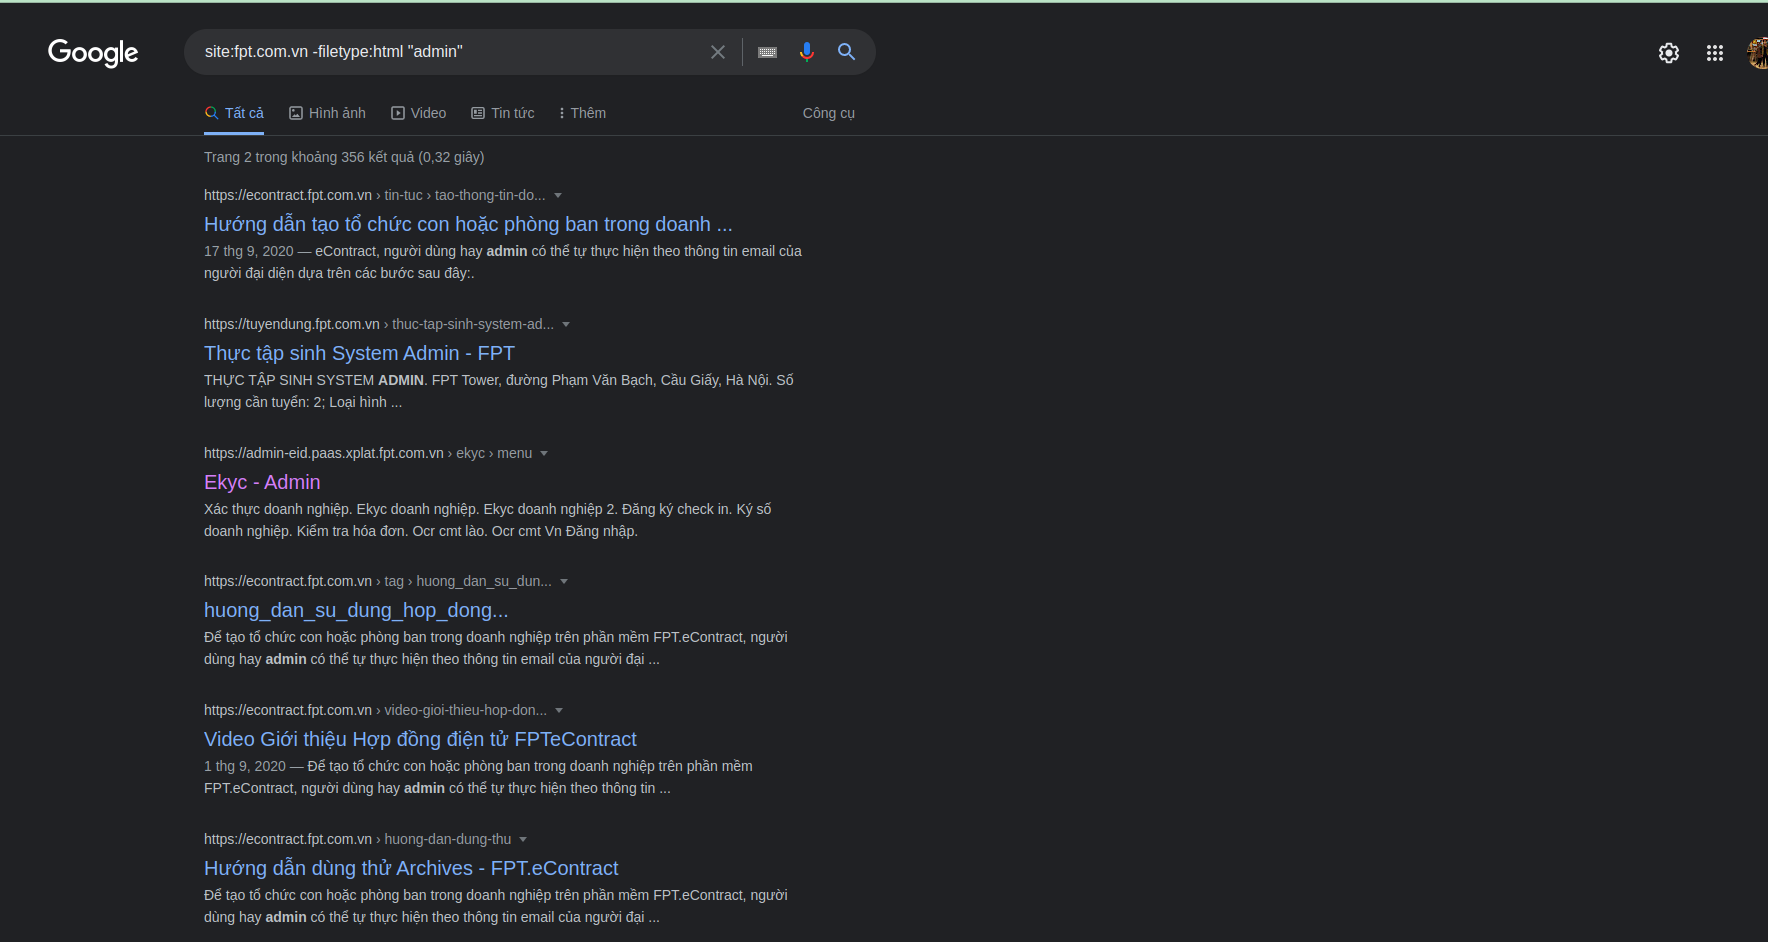 Google
site:fpt.com.vn -filetype:html "admin"
Tất cả
Hình ảnh
Video
Tin tức
Thêm
Công cụ
Trang 2 trong khoảng 356 kết quả (0,32 giây)
https://econtract.fpt.com.vn › tin-tuc › tao-thong-tin-do...
Hướng dẫn tạo tổ chức con hoặc phòng ban trong doanh ...
17 thg 9, 2020 — eContract, người dùng hay admin có thể tự thực hiện theo thông tin email của
người đại diện dựa trên các bước sau đây:.
https://tuyendung.fpt.com.vn › thuc-tap-sinh-system-ad...
Thực tập sinh System Admin - FPT
THỰC TẬP SINH SYSTEM ADMIN. FPT Tower, đường Phạm Văn Bạch, Cầu Giấy, Hà Nội. Số
lượng cần tuyển: 2; Loại hình ...
https://admin-eid.paas.xplat.fpt.com.vn › ekyc › menu
Ekyc - Admin
Xác thực doanh nghiệp. Ekyc doanh nghiệp. Ekyc doanh nghiệp 2. Đăng ký check in. Ký số
doanh nghiệp. Kiểm tra hóa đơn. Ocr cmt lào. Ocr cmt Vn Đăng nhập.
https://econtract.fpt.com.vn › tag › huong_dan_su_dun...
huong_dan_su_dung_hop_dong...
Để tạo tổ chức con hoặc phòng ban trong doanh nghiệp trên phần mềm FPT.eContract, người
dùng hay admin có thể tự thực hiện theo thông tin email của người đại ...
https://econtract.fpt.com.vn › video-gioi-thieu-hop-don...
Video Giới thiệu Hợp đồng điện tử FPTeContract
1 thg 9, 2020 — Để tạo tổ chức con hoặc phòng ban trong doanh nghiệp trên phần mềm
FPT.eContract, người dùng hay admin có thể tự thực hiện theo thông tin ...
https://econtract.fpt.com.vn › huong-dan-dung-thu
Hướng dẫn dùng thử Archives - FPT.eContract
Để tạo tổ chức con hoặc phòng ban trong doanh nghiệp trên phần mềm FPT.eContract, người
dùng hay admin có thể tự thực hiện theo thông tin email của người đại ...